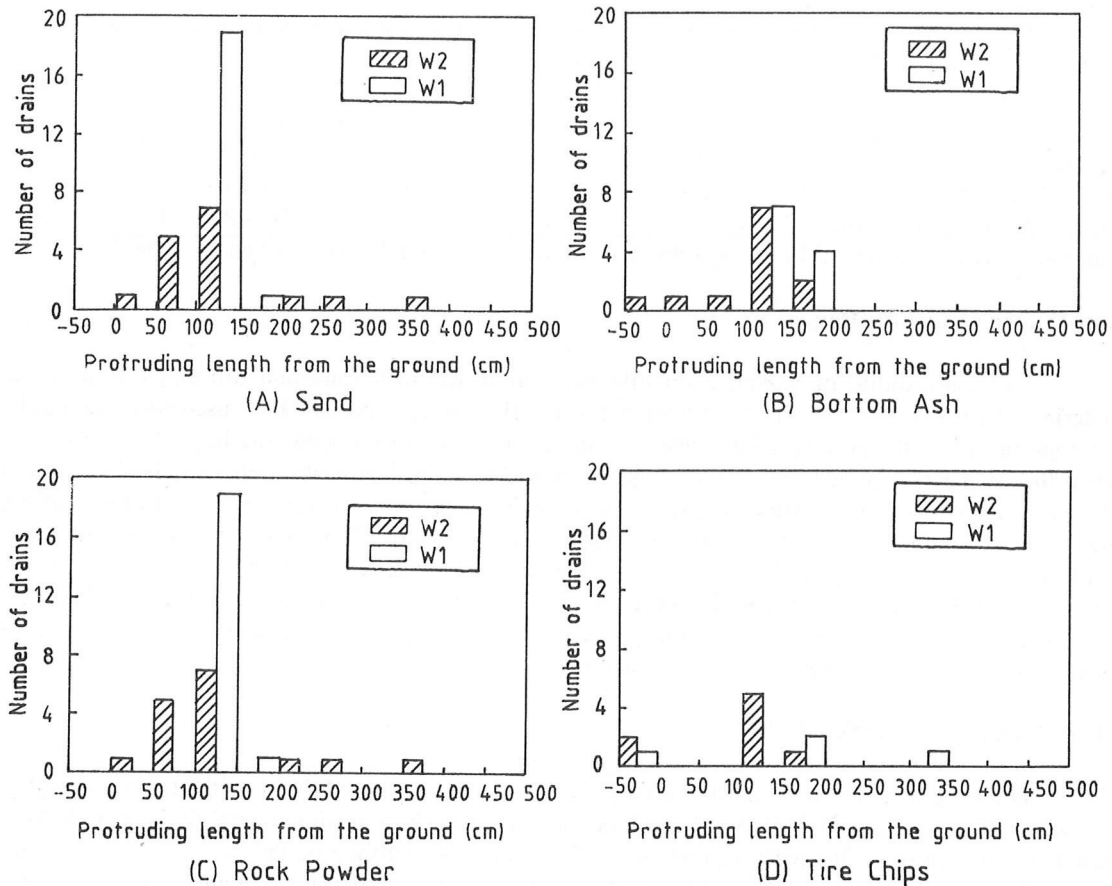 20
16
12
8
4
0
Number of drains
W2
W1
-50 0 50 100 150 200 250 300 350 400 450 500
Protruding length from the ground (cm)
(A) Sand
20
16
12
8
4
0
Number of drains
W2
W1
-50 0 50 100 150 200 250 300 350 400 450 500
Protruding length from the ground (cm)
(B) Bottom Ash
20
16
12
8
4
0
Number of drains
W2
W1
-50 0 50 100 150 200 250 300 350 400 450 500
Protruding length from the ground (cm)
(C) Rock Powder
20
16
12
8
4
0
Number of drains
W2
W1
-50 0 50 100 150 200 250 300 350 400 450 500
Protruding length from the ground (cm)
(D) Tire Chips